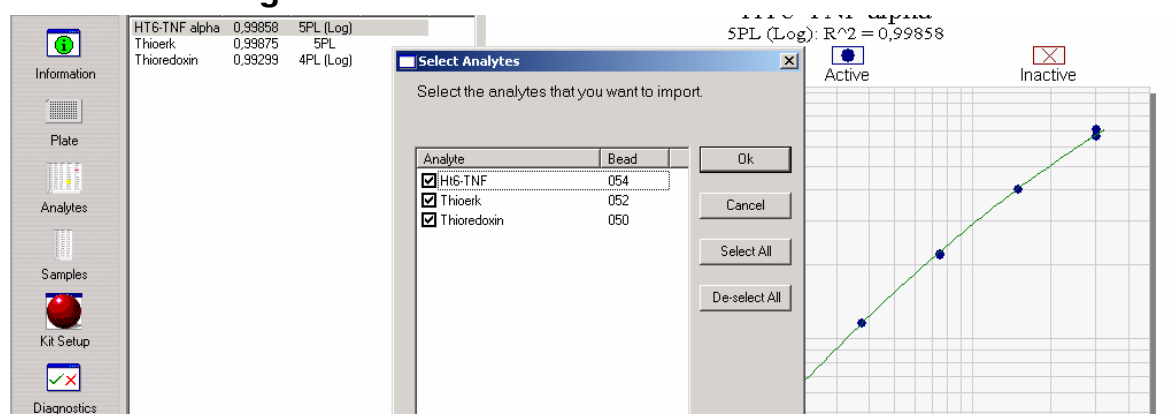 HT6-TNF alpha 0,99858 5PL (Log)
Thioerk 0,99875 5PL
Thioredoxin 0,99299 4PL (Log)
Information
Plate
Analytes
Samples
Kit Setup
Diagnostics
Select Analytes
Select the analytes that you want to import.
Analyte Bead
Ht6-TNF 054
Thioerk 052
Thioredoxin 050
Ok
Cancel
Select All
De-select All
5PL (Log): R^2 = 0,99858
Active Inactive